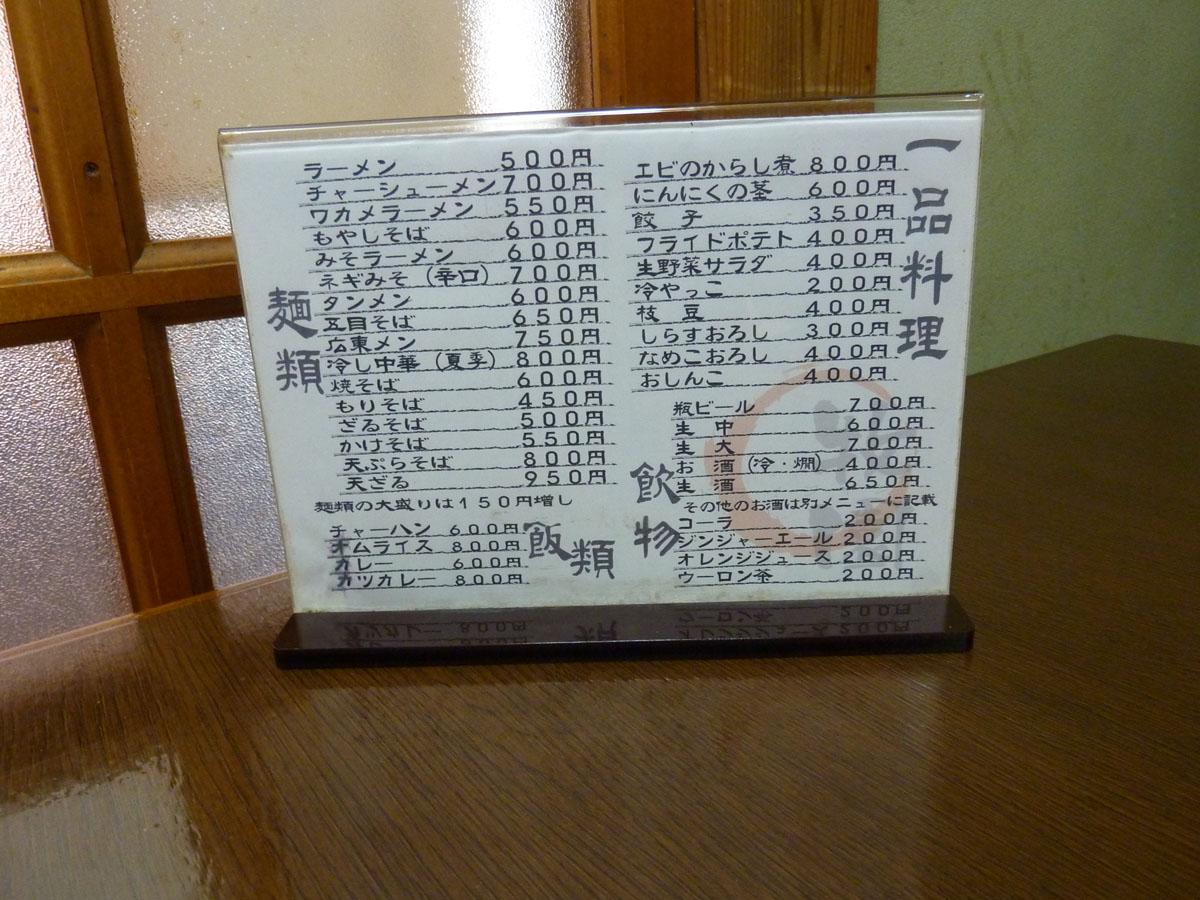 麺類
ラーメン 500円
チャーシューメン 700円
ワカメラーメン 550円
もやしそば 600円
みそラーメン 600円
ネギみそ（辛口） 700円
タンメン 600円
五目そば 650円
広東メン 750円
冷し中華（夏季） 800円
焼そば 600円
もりそば 450円
ざるそば 500円
かけそば 550円
天ぷらそば 800円
天ざる 950円
麺類の大盛りは150円増し
飯類
チャーハン 600円
オムライス 800円
カレー 600円
カツカレー 800円
一品料理
エビのからし煮 800円
にんにくの茎 600円
餃子 350円
フライドポテト 400円
生野菜サラダ 400円
冷やっこ 200円
枝豆 400円
しらすおろし 300円
なめこおろし 400円
おしんこ 400円
飲物
瓶ビール 700円
生中 600円
生大 700円
お酒（冷・燗） 400円
生酒 650円
その他のお酒は別メニューに記載
コーラ 200円
ジンジャーエール 200円
オレンジジュース 200円
ウーロン茶 200円